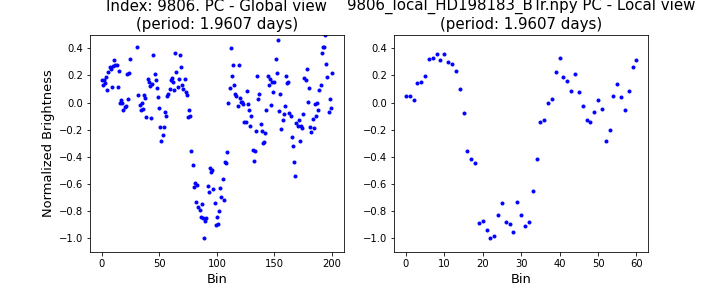 Index: 9806. PC - Global view
(period: 1.9607 days)
9806_local_HD198183_BTr.npy PC - Local view
(period: 1.9607 days)
Normalized Brightness
0.4
0.2
0.0
−0.2
−0.4
−0.6
−0.8
−1.0
0 50 100 150 200
Bin
0.4
0.2
0.0
−0.2
−0.4
−0.6
−0.8
−1.0
0 10 20 30 40 50 60
Bin